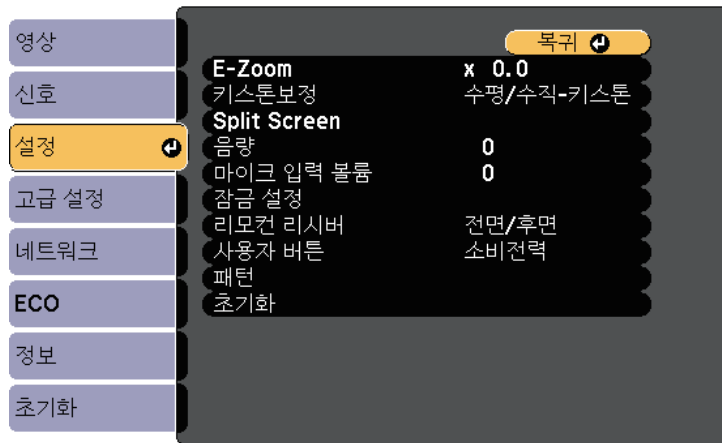 영상
신호
설정
고급 설정
네트워크
ECO
정보
초기화
복귀
E-Zoom x 0.0
키스톤보정 수평/수직-키스톤
Split Screen
음량 0
마이크 입력 볼륨 0
잠금 설정
리모컨 리시버 전면/후면
사용자 버튼 소비전력
패턴
초기화